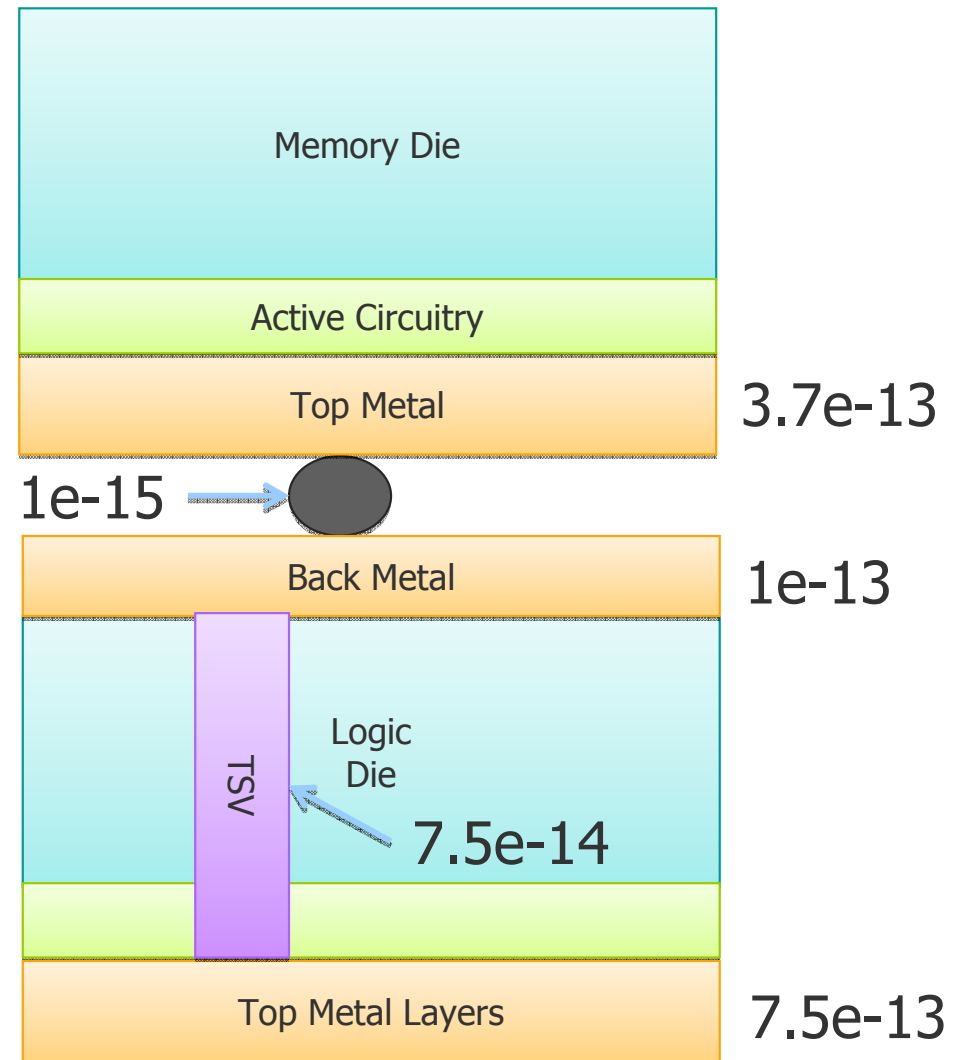 Memory Die
Active Circuitry
Top Metal
3.7e-13
1e-15
Back Metal
1e-13
TSV
Logic
Die
7.5e-14
Top Metal Layers
7.5e-13